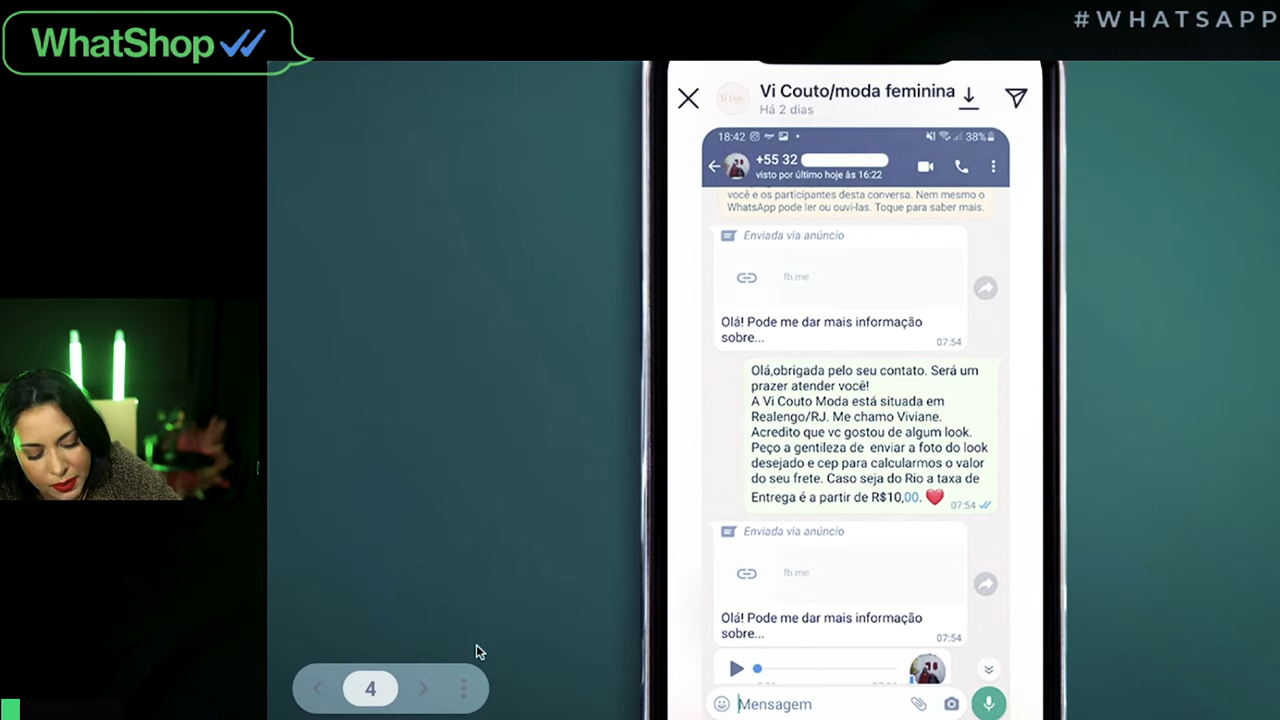 WhatShop
#WHATSAPP
Vi Couto/moda feminina
Há 2 dias
18:42
38%
+55 32
visto por último hoje às 16:22
você e os participantes desta conversa. Nem mesmo o
WhatsApp pode ler ou ouvi-las. Toque para saber mais.
Enviada via anúncio
fb.me
Olá! Pode me dar mais informação
sobre...
07:54
Olá,obrigada pelo seu contato. Será um
prazer atender você!
A Vi Couto Moda está situada em
Realengo/RJ. Me chamo Viviane.
Acredito que vc gostou de algum look.
Peço a gentileza de enviar a foto do look
desejado e cep para calcularmos o valor
do seu frete. Caso seja do Rio a taxa de
Entrega é a partir de R$10,00. ❤️
07:54
Enviada via anúncio
fb.me
Olá! Pode me dar mais informação
sobre...
07:54
Mensagem
4